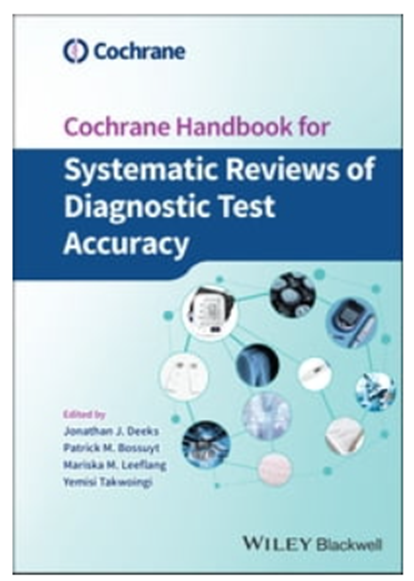 Cochrane
Cochrane Handbook for
Systematic Reviews of
Diagnostic Test
Accuracy
Edited by
Jonathan J. Deeks
Patrick M. Bossuyt
Mariska M. Leeflang
Yemisi Takwoingi
WILEY Blackwell